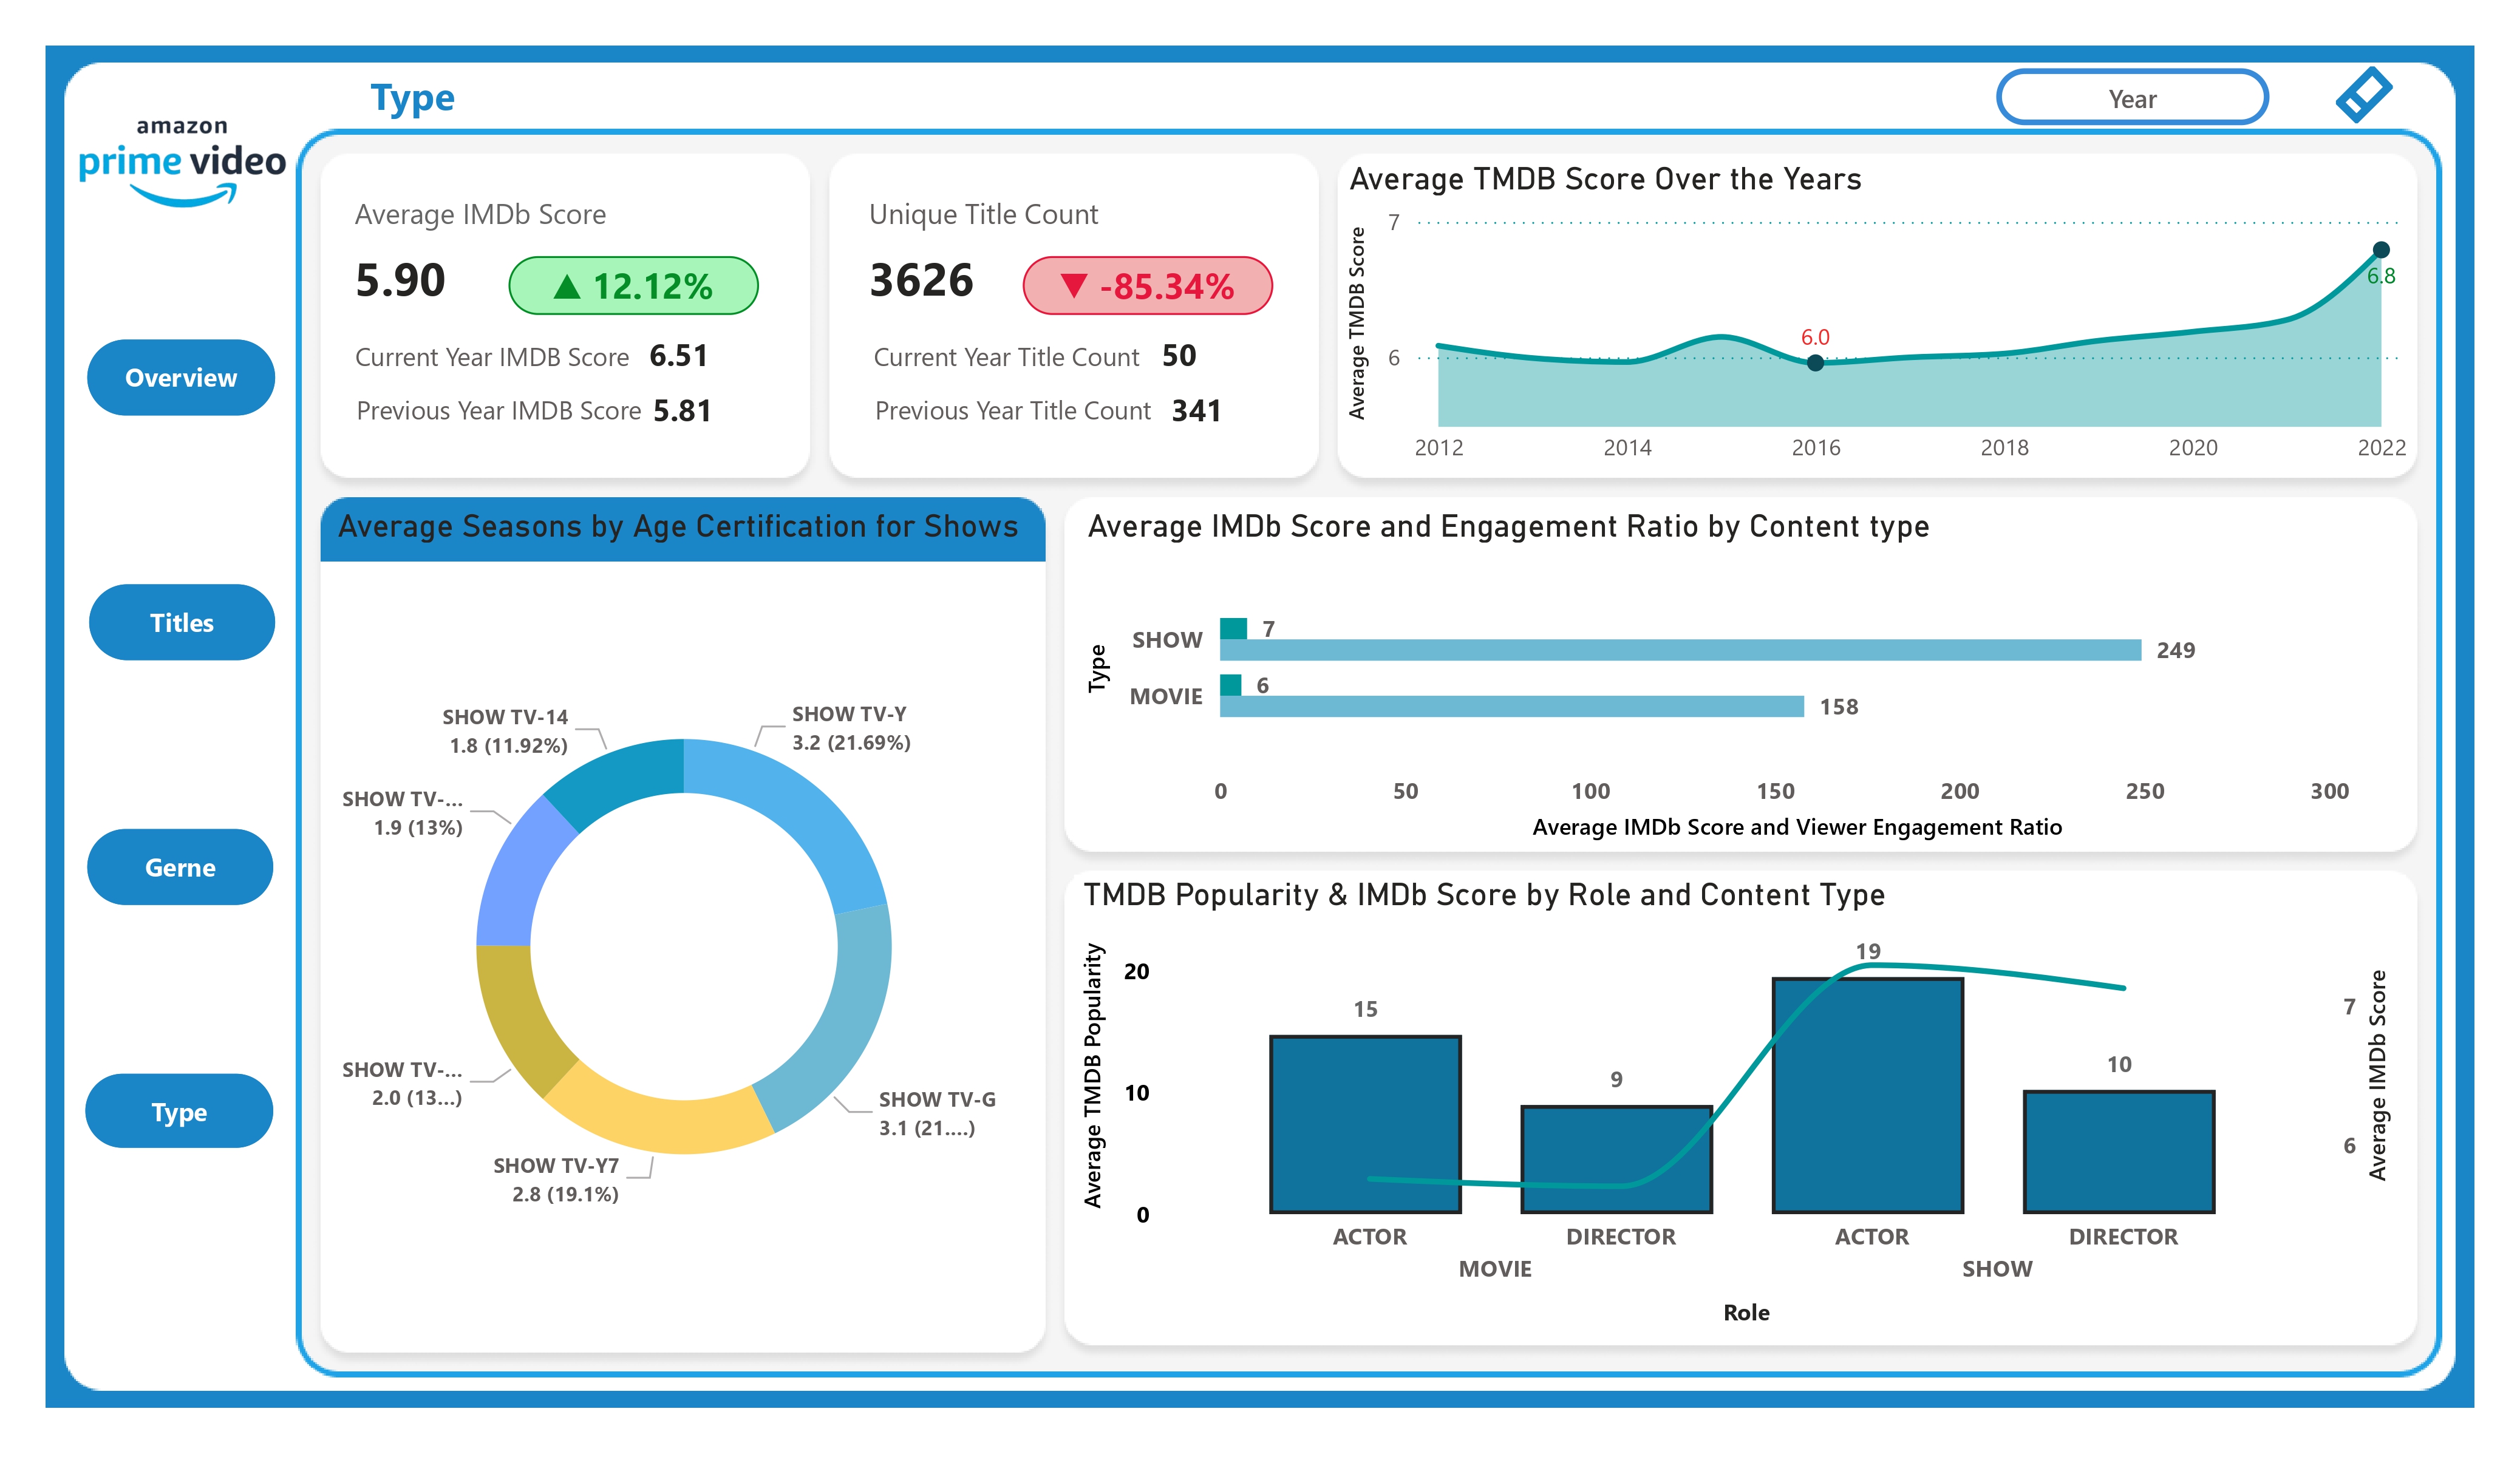 Type
Year
amazon
prime video
Overview
Titles
Gerne
Type
Average IMDb Score
5.90
▲ 12.12%
Current Year IMDB Score 6.51
Previous Year IMDB Score 5.81
Unique Title Count
3626
▼ -85.34%
Current Year Title Count 50
Previous Year Title Count 341
Average TMDB Score Over the Years
Average TMDB Score
7
6
6.0
6.8
2012 2014 2016 2018 2020 2022
Average Seasons by Age Certification for Shows
SHOW TV-14
1.8 (11.92%)
SHOW TV-Y
3.2 (21.69%)
SHOW TV-...
1.9 (13%)
SHOW TV-...
2.0 (13...)
SHOW TV-G
3.1 (21....)
SHOW TV-Y7
2.8 (19.1%)
Average IMDb Score and Engagement Ratio by Content type
Type
SHOW
7
249
MOVIE
6
158
0 50 100 150 200 250 300
Average IMDb Score and Viewer Engagement Ratio
TMDB Popularity & IMDb Score by Role and Content Type
Average TMDB Popularity
20
10
0
15
9
19
10
7
6
Average IMDb Score
ACTOR DIRECTOR ACTOR DIRECTOR
MOVIE SHOW
Role